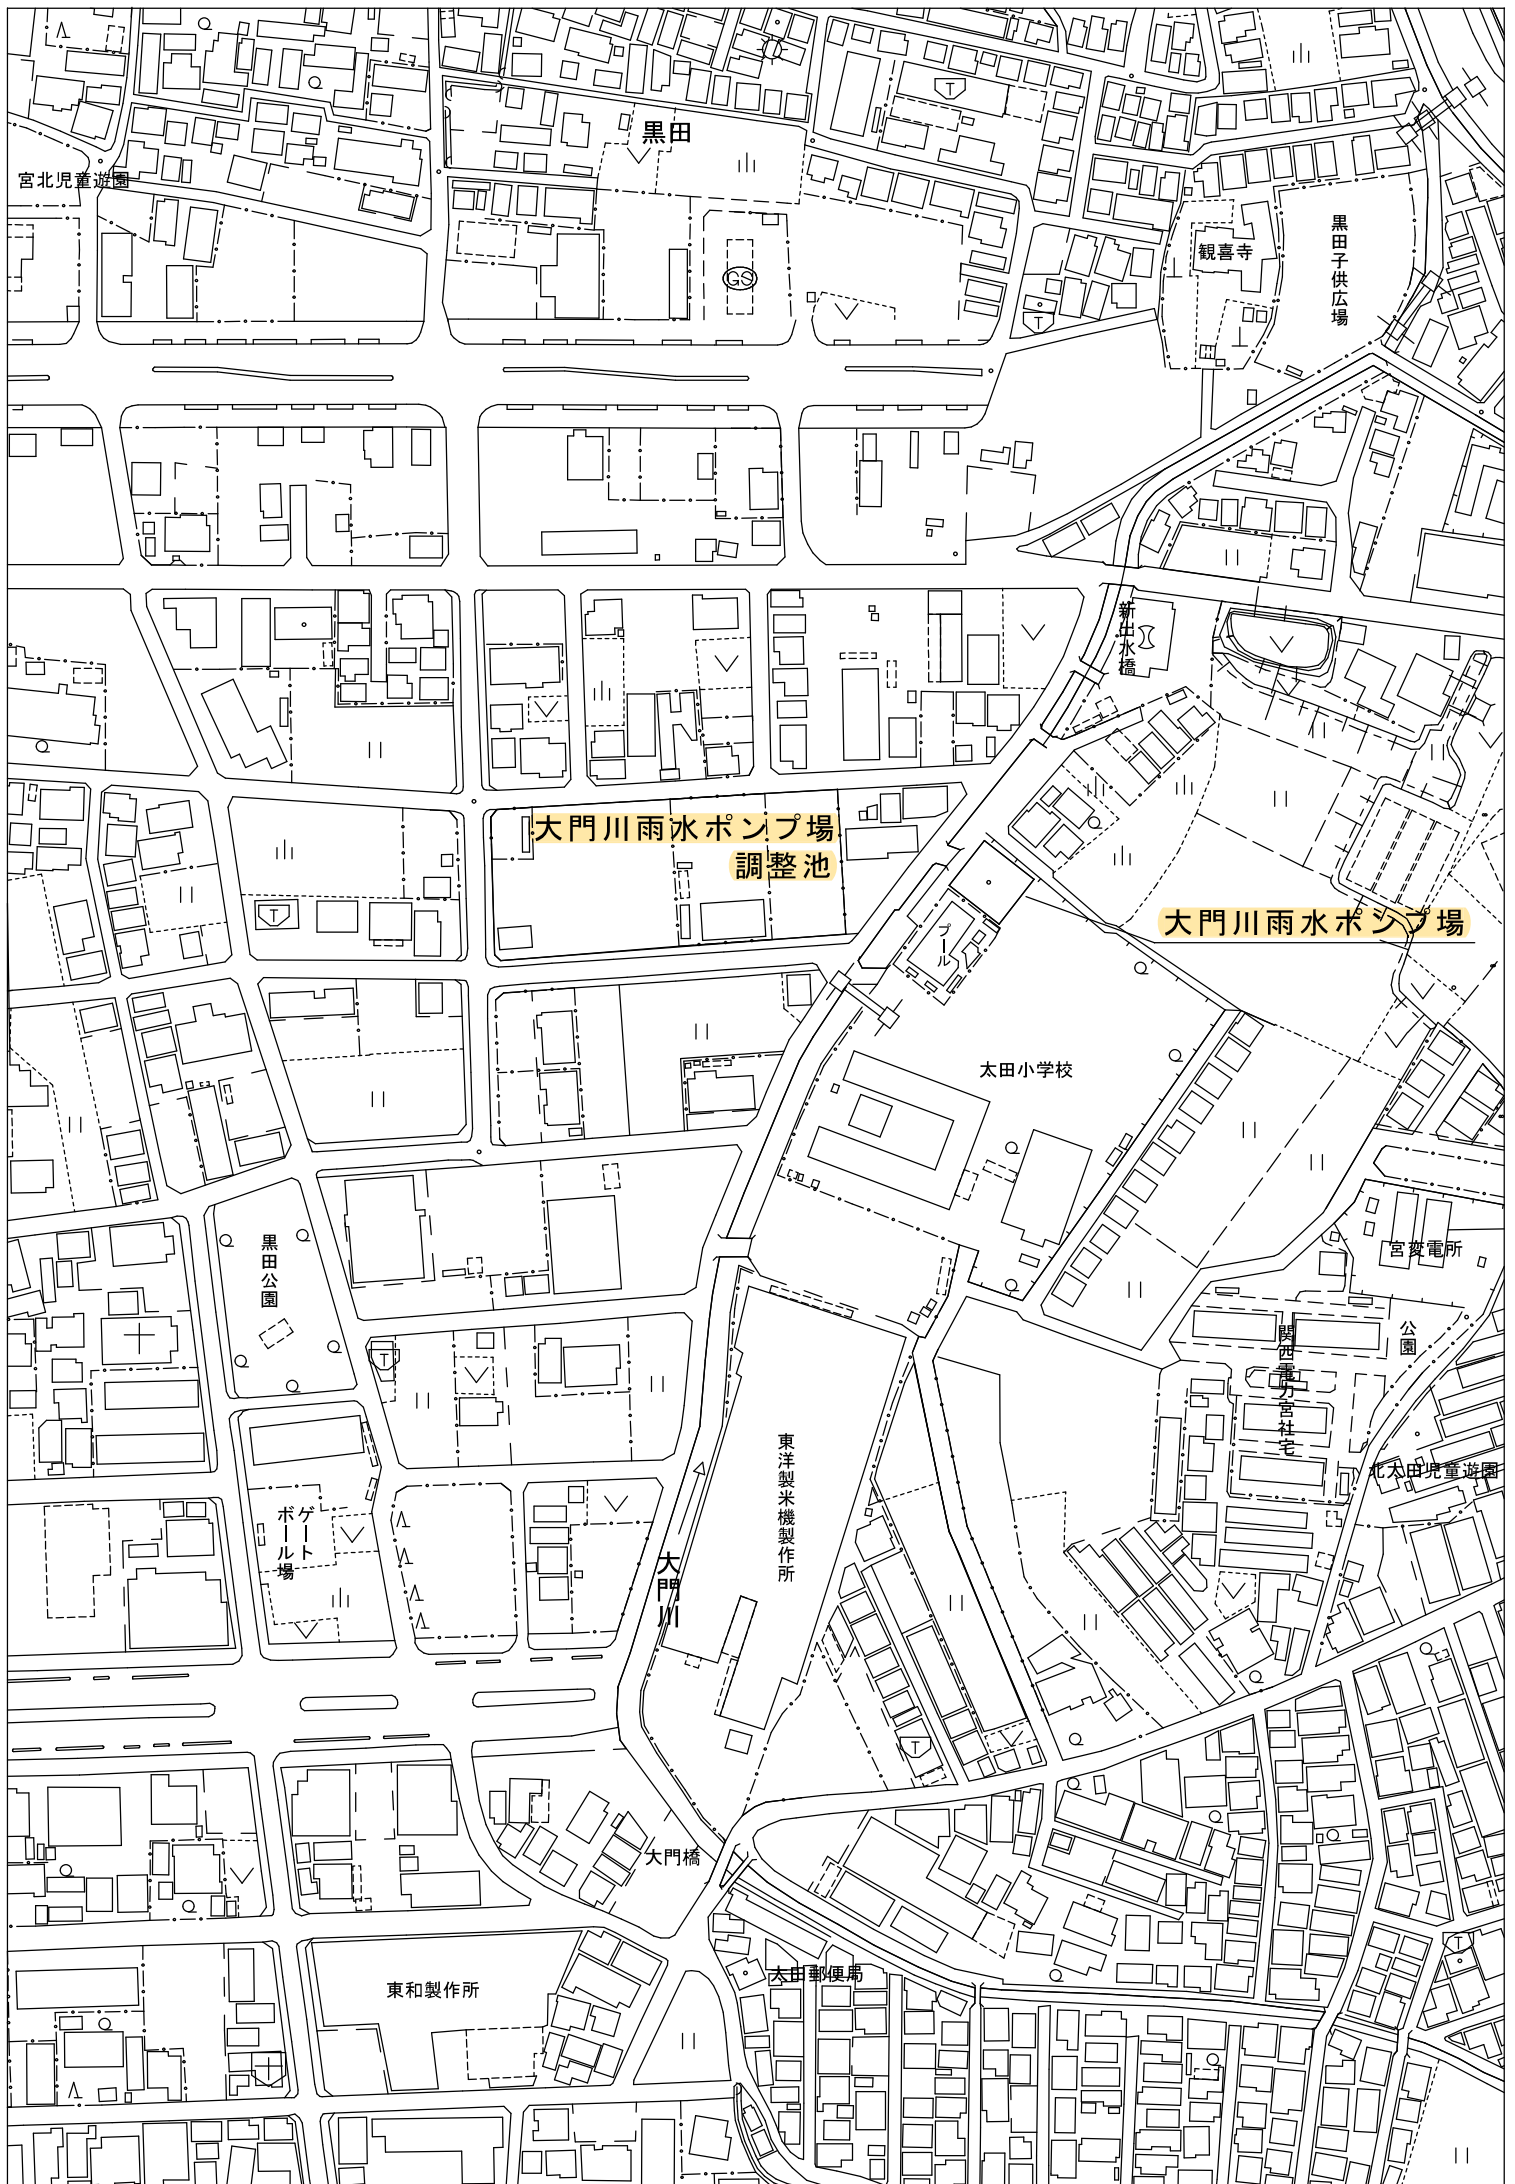 黒田
T
宮北児童遊園
黒田子供広場
観喜寺
GS
T
新出水橋
大門川雨水ポンプ場
調整池
大門川雨水ポンプ場
T
プール
太田小学校
黒田公園
宮変電所
公園
関西電力宮社宅
T
東洋製米機製作所
北太田児童遊園
ゲート
ボール場
大門川
T
大門橋
T
太田郵便局
東和製作所